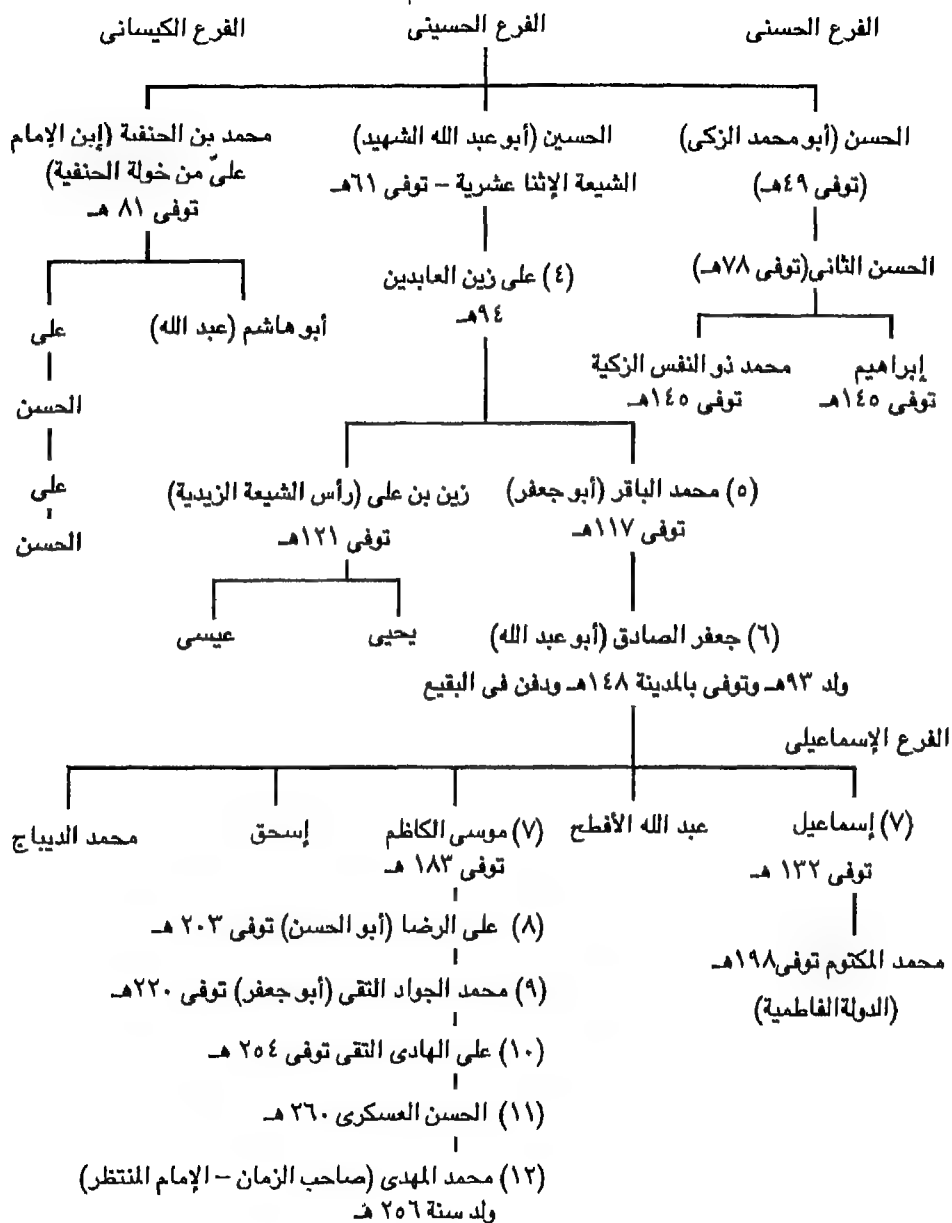 الفرع الحسنى
الفرع الحسينى
الفرع الكيسانى
الحسن (أبو محمد الزكى)
(توفى ٤٩هـ)
الحسين (أبو عبد الله الشهيد)
الشيعة الإثنا عشرية – توفى ٦١هـ
محمد بن الحنفية (إبن الإمام
علىّ من خولة الحنفية)
توفى ٨١ هـ
الحسن الثانى (توفى ٧٨هـ)
إبراهيم
توفى ١٤٥هـ
محمد ذو النفس الزكية
توفى ١٤٥هـ
(٤) على زين العابدين
٩٤هـ
أبو هاشم (عبد الله)
على
الحسن
على
الحسن
(٥) محمد الباقر (أبو جعفر)
توفى ١١٧هـ
زين بن على (رأس الشيعة الزيدية)
توفى ١٢١هـ
يحيى
عيسى
(٦) جعفر الصادق (أبو عبد الله)
ولد ٩٣هـ وتوفى بالمدينة ١٤٨هـ ودفن فى البقيع
الفرع الإسماعيلى
(٧) إسماعيل
توفى ١٣٢ هـ
عبد الله الأفطح
(٧) موسى الكاظم
توفى ١٨٣ هـ
إسحق
محمد الديباج
محمد المكتوم توفى ١٩٨هـ
(الدولة الفاطمية)
(٨) على الرضا (أبو الحسن) توفى ٢٠٣ هـ
(٩) محمد الجواد التقى (أبو جعفر) توفى ٢٢٠هـ
(١٠) على الهادى التقى توفى ٢٥٤ هـ
(١١) الحسن العسكرى ٢٦٠ هـ
(١٢) محمد المهدى (صاحب الزمان – الإمام المنتظر)
ولد سنة ٢٥٦ هـ